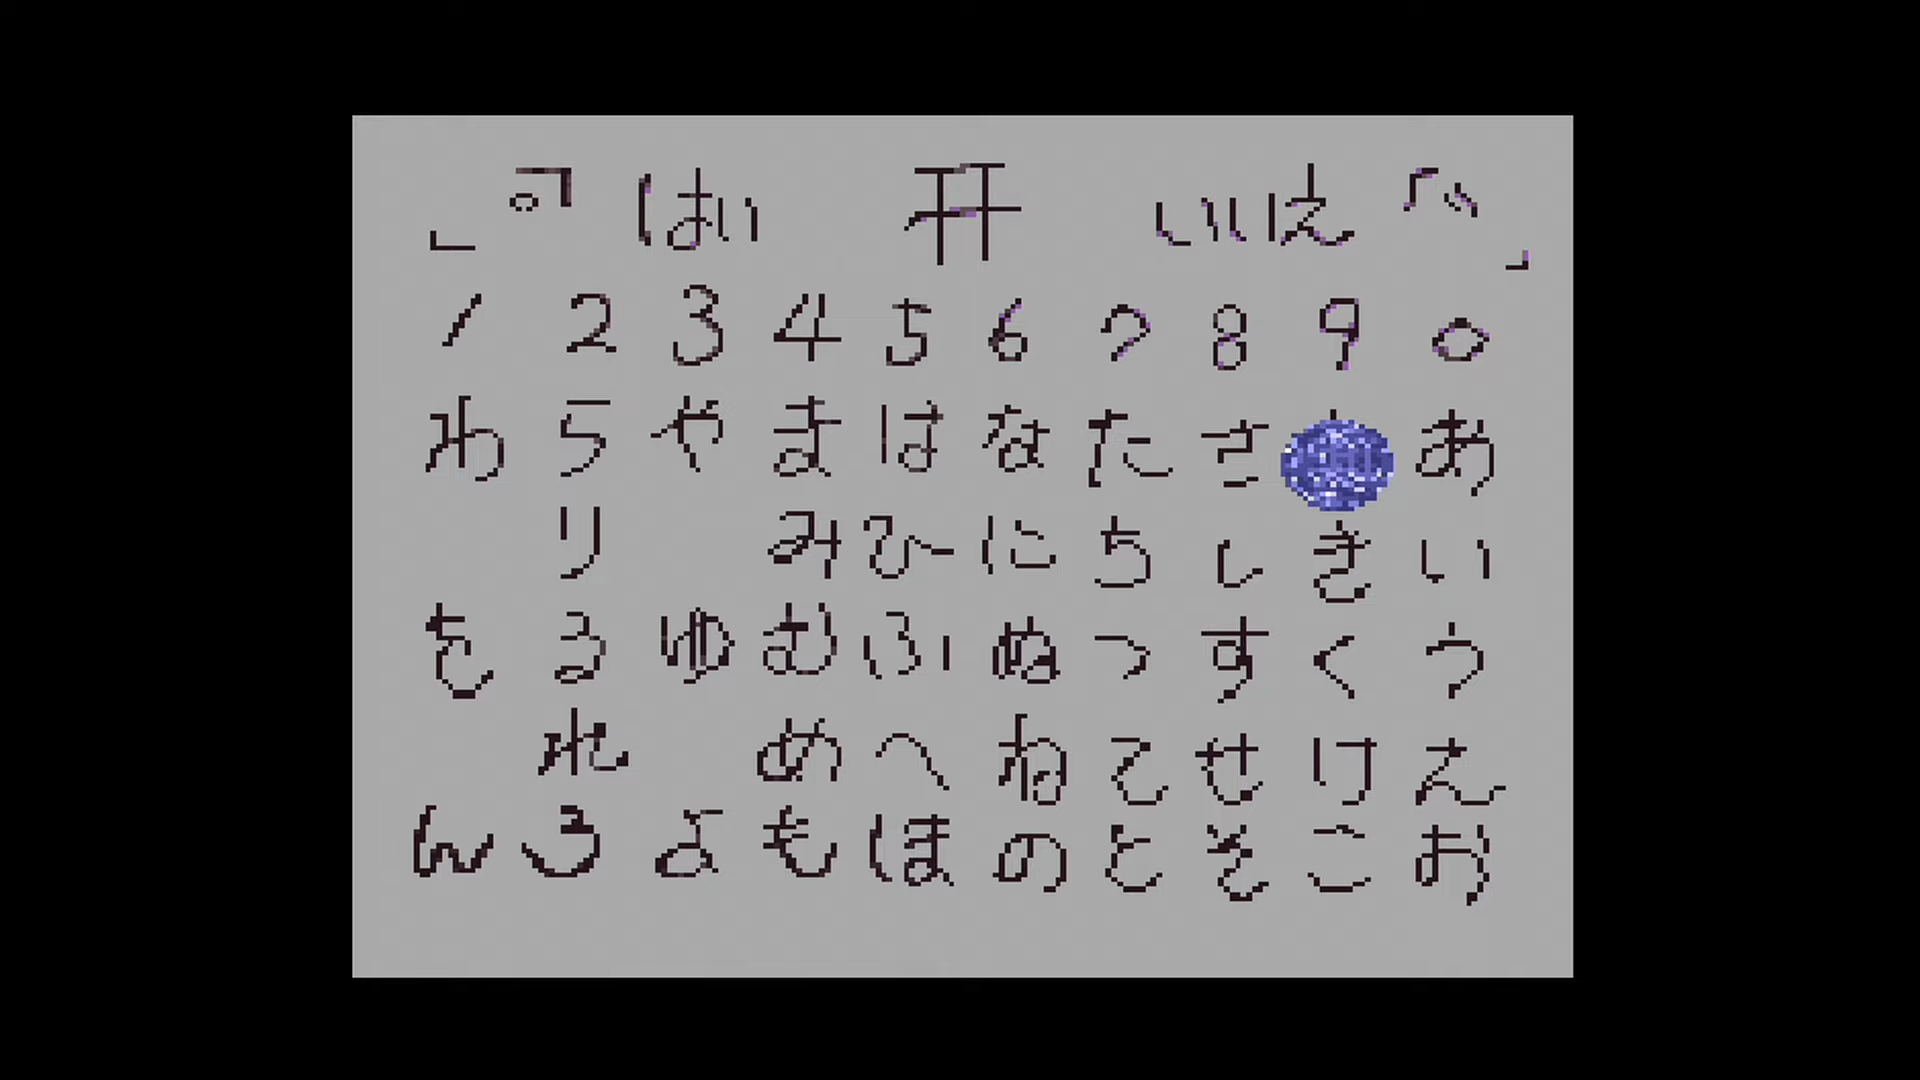 「゜」 はい 开 いいえ 「゛」
1 2 3 4 5 6 7 8 9 0
わ ら や ま は な た さ あ
り み ひ に ち し き い
を る ゆ む ふ ぬ つ す く う
れ め へ ね て せ け え
ん ろ よ も ほ の と そ こ お